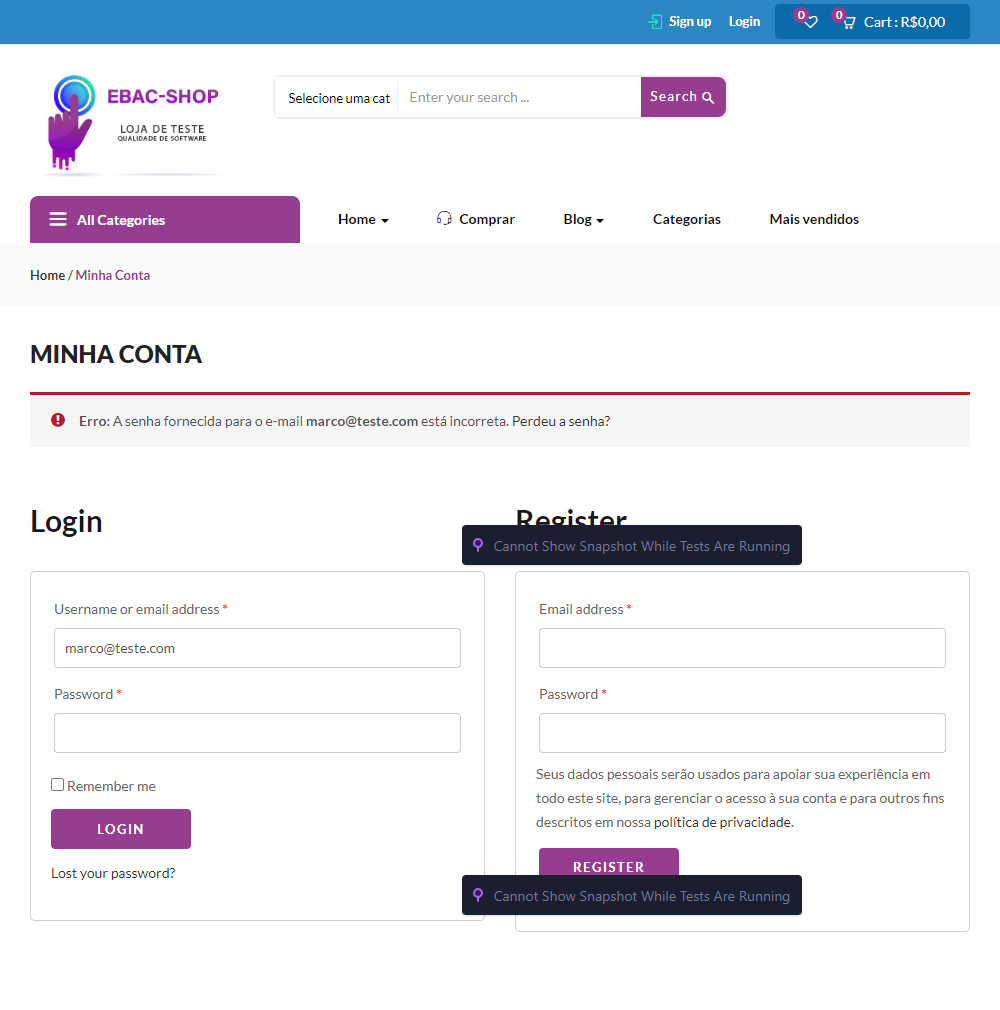 Sign up Login 0 0 Cart : R$0,00
EBAC-SHOP
LOJA DE TESTE
QUALIDADE DE SOFTWARE
Selecione uma cat Enter your search ... Search
All Categories Home Comprar Blog Categorias Mais vendidos
Home / Minha Conta
MINHA CONTA
Erro: A senha fornecida para o e-mail marco@teste.com está incorreta. Perdeu a senha?
Login
Register
Cannot Show Snapshot While Tests Are Running
Username or email address *
marco@teste.com
Password *
Remember me
LOGIN
Lost your password?
Email address *
Password *
Seus dados pessoais serão usados para apoiar sua experiência em
todo este site, para gerenciar o acesso à sua conta e para outros fins
descritos em nossa política de privacidade.
REGISTER
Cannot Show Snapshot While Tests Are Running